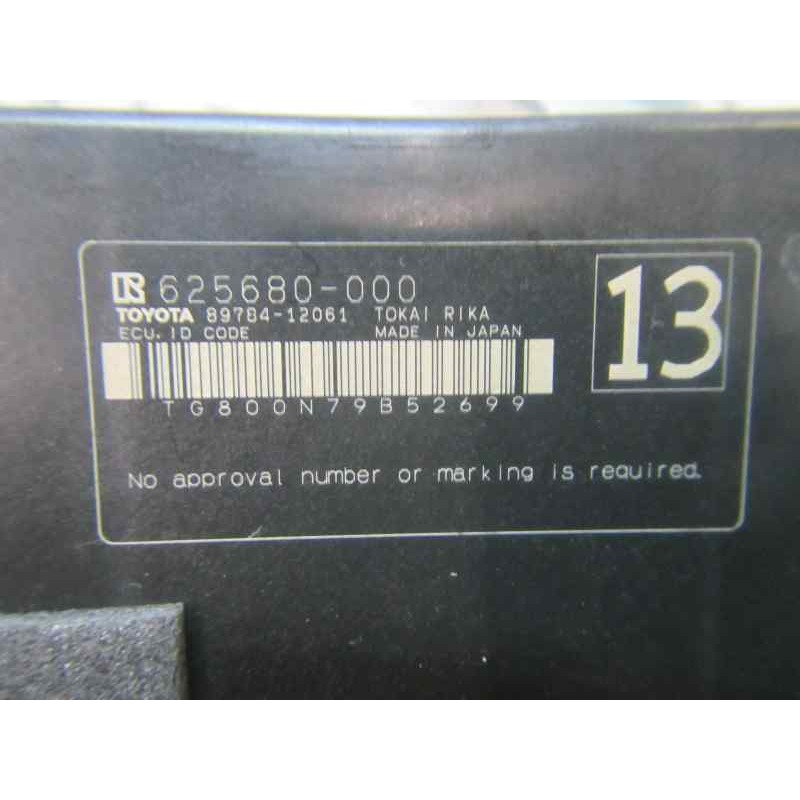 625680-000
TOYOTA 89784-12061 TOKAI RIKA
ECU. ID CODE MADE IN JAPAN
13
TG800N79B52699
No approval number or marking is required.